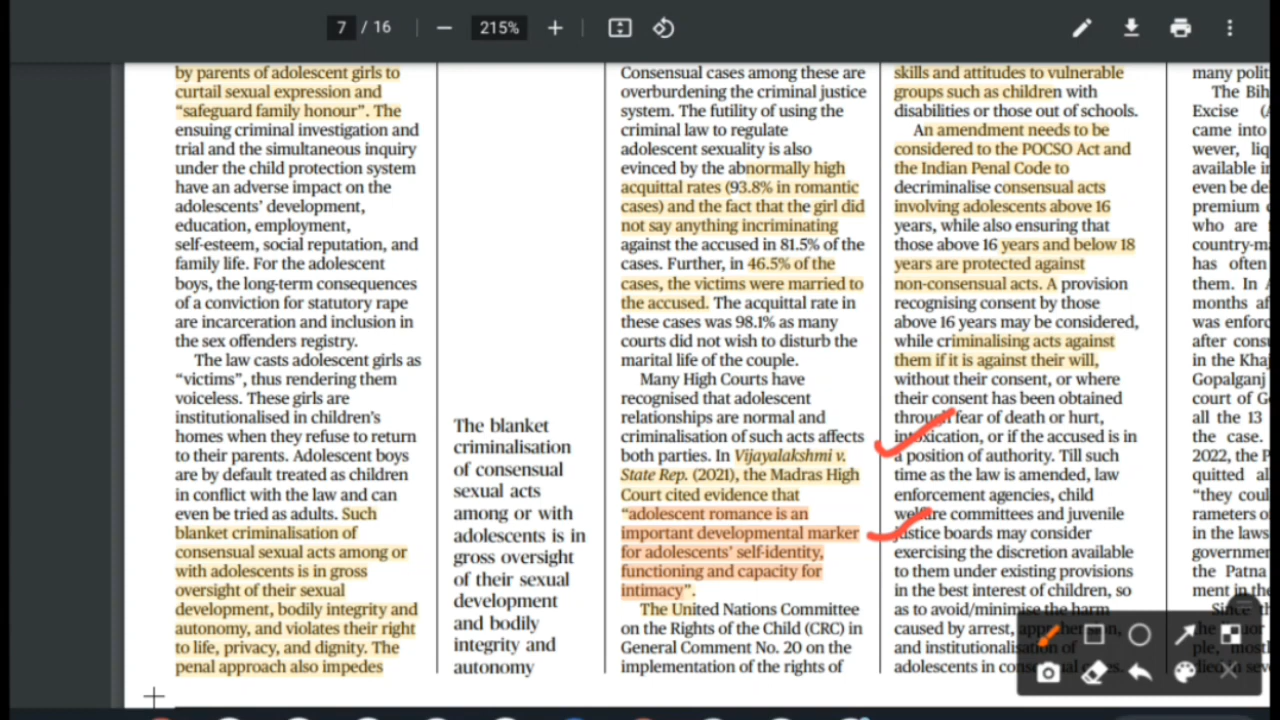 7 / 16
215%
by parents of adolescent girls to
curtail sexual expression and
“safeguard family honour”. The
ensuing criminal investigation and
trial and the simultaneous inquiry
under the child protection system
have an adverse impact on the
adolescents’ development,
education, employment,
self-esteem, social reputation, and
family life. For the adolescent
boys, the long-term consequences
of a conviction for statutory rape
are incarceration and inclusion in
the sex offenders registry.
The law casts adolescent girls as
“victims”, thus rendering them
voiceless. These girls are
institutionalised in children’s
homes when they refuse to return
to their parents. Adolescent boys
are by default treated as children
in conflict with the law and can
even be tried as adults. Such
blanket criminalisation of
consensual sexual acts among or
with adolescents is in gross
oversight of their sexual
development, bodily integrity and
autonomy, and violates their right
to life, privacy, and dignity. The
penal approach also impedes
The blanket
criminalisation
of consensual
sexual acts
among or with
adolescents is in
gross oversight
of their sexual
development
and bodily
integrity and
autonomy
Consensual cases among these are
overburdening the criminal justice
system. The futility of using the
criminal law to regulate
adolescent sexuality is also
evinced by the abnormally high
acquittal rates (93.8% in romantic
cases) and the fact that the girl did
not say anything incriminating
against the accused in 81.5% of the
cases. Further, in 46.5% of the
cases, the victims were married to
the accused. The acquittal rate in
these cases was 98.1% as many
courts did not wish to disturb the
marital life of the couple.
Many High Courts have
recognised that adolescent
relationships are normal and
criminalisation of such acts affects
both parties. In Vijayalakshmi v.
State Rep. (2021), the Madras High
Court cited evidence that
“adolescent romance is an
important developmental marker
for adolescents’ self-identity,
functioning and capacity for
intimacy”.
The United Nations Committee
on the Rights of the Child (CRC) in
General Comment No. 20 on the
implementation of the rights of
skills and attitudes to vulnerable
groups such as children with
disabilities or those out of schools.
An amendment needs to be
considered to the POCSO Act and
the Indian Penal Code to
decriminalise consensual acts
involving adolescents above 16
years, while also ensuring that
those above 16 years and below 18
years are protected against
non-consensual acts. A provision
recognising consent by those
above 16 years may be considered,
while criminalising acts against
them if it is against their will,
without their consent, or where
their consent has been obtained
through fear of death or hurt,
intoxication, or if the accused is in
a position of authority. Till such
time as the law is amended, law
enforcement agencies, child
welfare committees and juvenile
justice boards may consider
exercising the discretion available
to them under existing provisions
in the best interest of children, so
as to avoid/minimise the harm
caused by arrest, apprehension,
and institutionalisation of
adolescents in consensual cases.
many polit
The Bih
Excise (A
came into
wever, liq
available in
even be de
premium c
who are
country-ma
has often
them. In A
months af
was enforc
after consu
in the Khaj
Gopalganj
court of G
all the 13
the case.
2022, the P
quitted al
“they coul
rameters o
in the laws
governmen
the Patna
ment in the
Since th